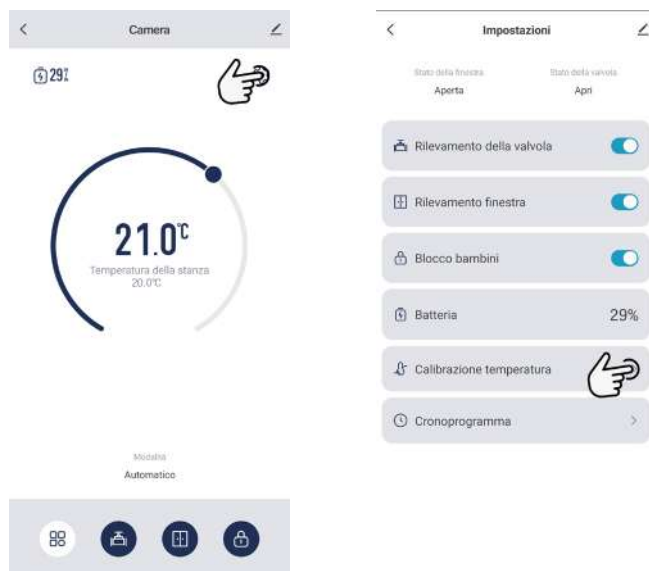 Camera
29%
21.0°C
Temperatura della stanza
20.0°C
Modalità
Automatico
Impostazioni
Stato della finestra
Stato della valvola
Aperta
Apri
Rilevamento della valvola
Rilevamento finestra
Blocco bambini
Batteria
29%
Calibrazione temperatura
Cronoprogramma